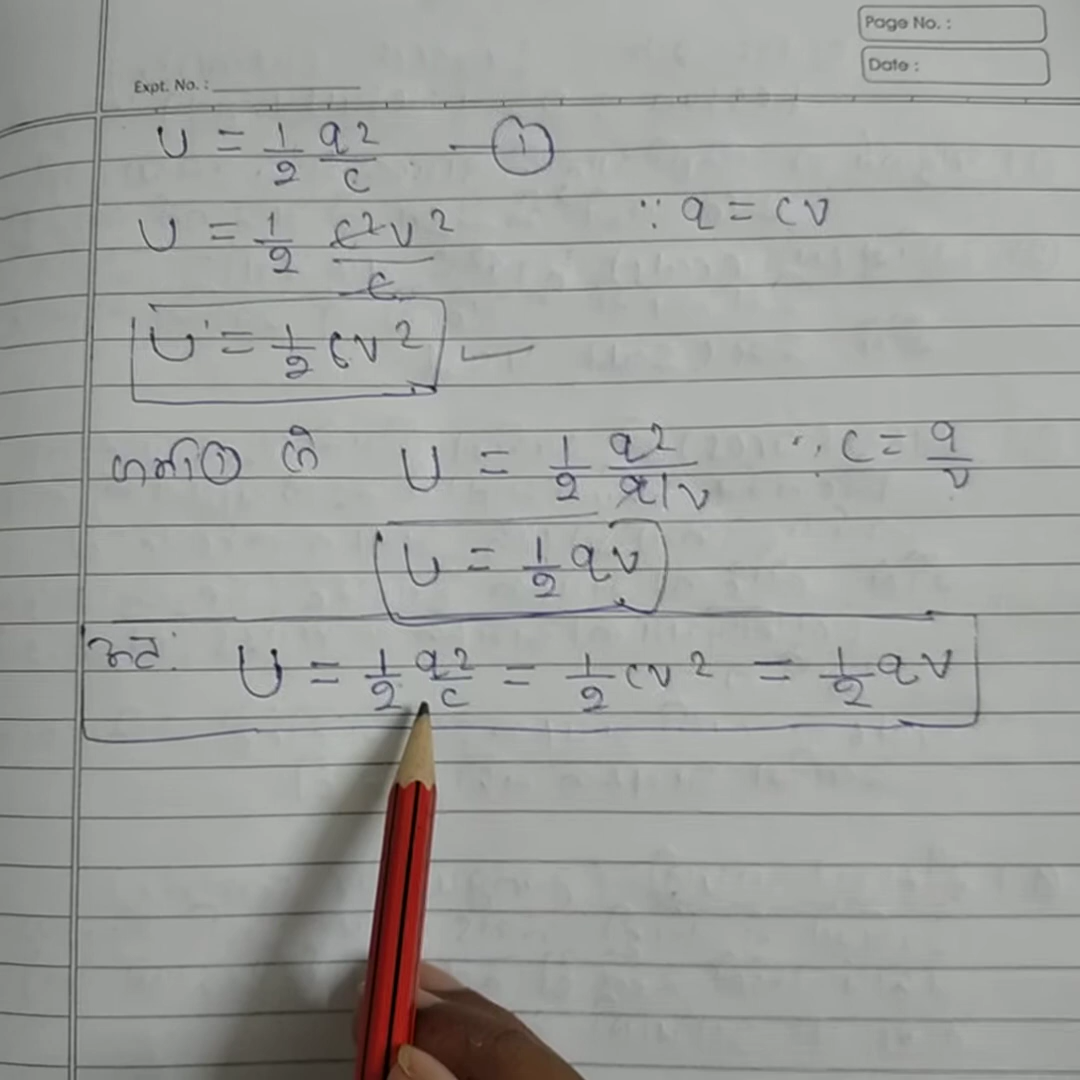 Page No. :
Date :
Expt. No. :
U = 1/2 q²/c — ①
U = 1/2 c²v²/c ∵ q = cv
U = 1/2 cv²
① से U = 1/2 q²/q/v ∵ c = q/v
U = 1/2 qv
अतः U = 1/2 q²/c = 1/2 cv² = 1/2 qv